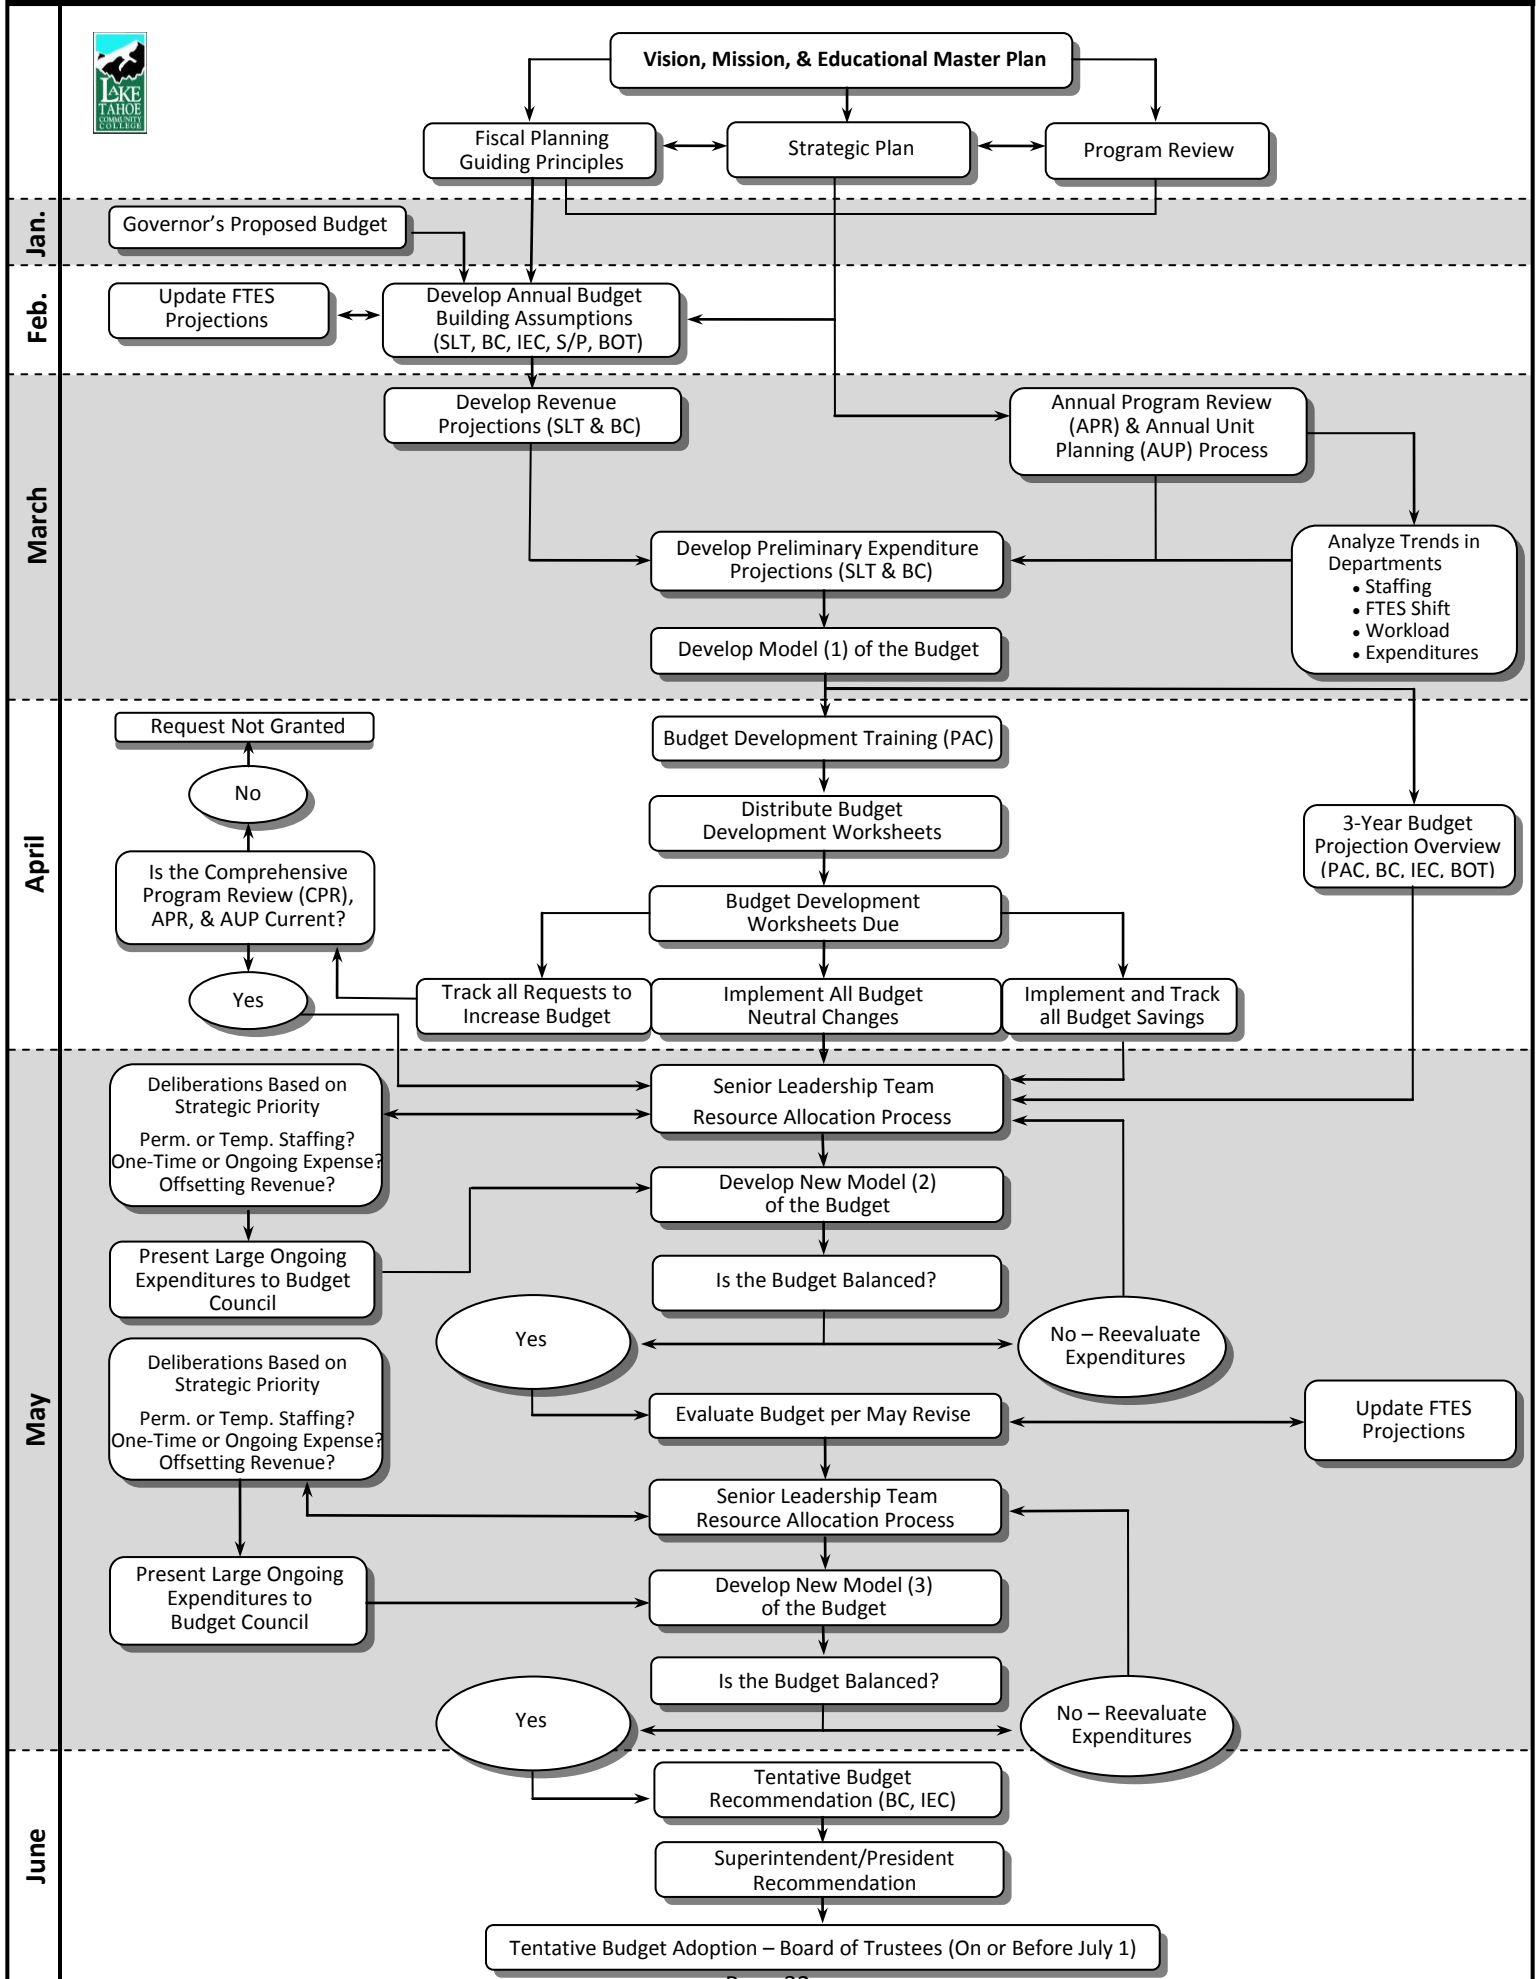 LAKE
TAHOE
COMMUNITY
COLLEGE
Vision, Mission, & Educational Master Plan
Fiscal Planning
Guiding Principles
Strategic Plan
Program Review
Jan.
Governor's Proposed Budget
Feb.
Update FTES
Projections
Develop Annual Budget
Building Assumptions
(SLT, BC, IEC, S/P, BOT)
March
Develop Revenue
Projections (SLT & BC)
Annual Program Review
(APR) & Annual Unit
Planning (AUP) Process
Develop Preliminary Expenditure
Projections (SLT & BC)
Analyze Trends in
Departments
• Staffing
• FTES Shift
• Workload
• Expenditures
Develop Model (1) of the Budget
April
Request Not Granted
No
Is the Comprehensive
Program Review (CPR),
APR, & AUP Current?
Yes
Budget Development Training (PAC)
Distribute Budget
Development Worksheets
3-Year Budget
Projection Overview
(PAC, BC, IEC, BOT)
Budget Development
Worksheets Due
Track all Requests to
Increase Budget
Implement All Budget
Neutral Changes
Implement and Track
all Budget Savings
May
Deliberations Based on
Strategic Priority
Perm. or Temp. Staffing?
One-Time or Ongoing Expense?
Offsetting Revenue?
Senior Leadership Team
Resource Allocation Process
Develop New Model (2)
of the Budget
Present Large Ongoing
Expenditures to Budget
Council
Is the Budget Balanced?
Yes
No – Reevaluate
Expenditures
Deliberations Based on
Strategic Priority
Perm. or Temp. Staffing?
One-Time or Ongoing Expense?
Offsetting Revenue?
Evaluate Budget per May Revise
Update FTES
Projections
Senior Leadership Team
Resource Allocation Process
Present Large Ongoing
Expenditures to
Budget Council
Develop New Model (3)
of the Budget
Is the Budget Balanced?
Yes
No – Reevaluate
Expenditures
June
Tentative Budget
Recommendation (BC, IEC)
Superintendent/President
Recommendation
Tentative Budget Adoption – Board of Trustees (On or Before July 1)